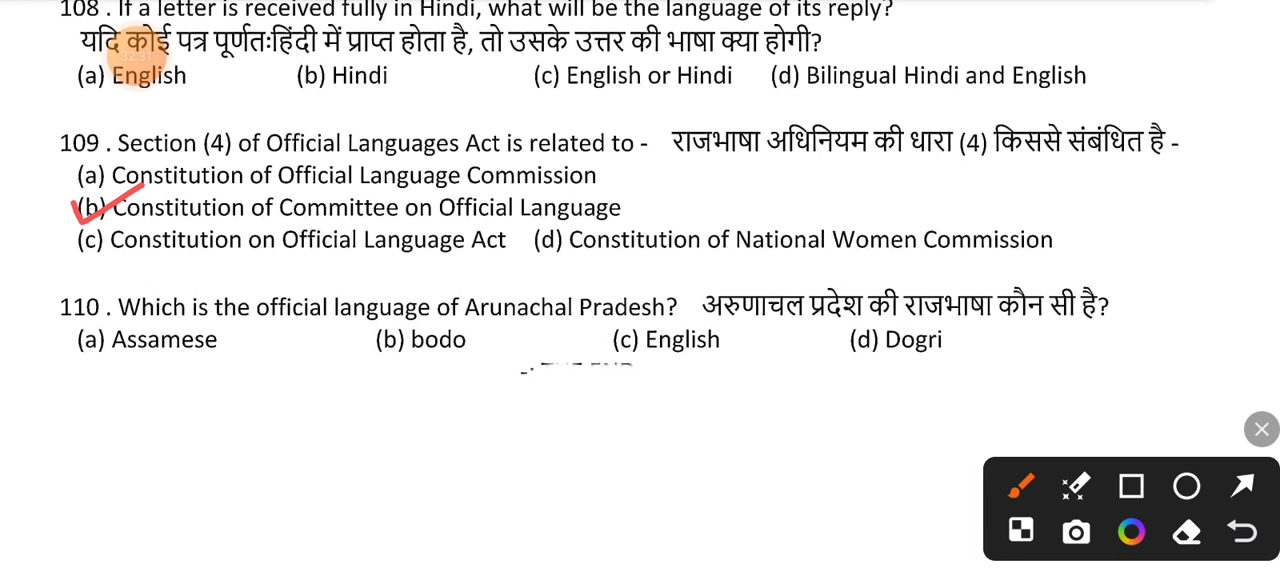 108 . If a letter is received fully in Hindi, what will be the language of its reply?
यदि कोई पत्र पूर्णतःहिंदी में प्राप्त होता है, तो उसके उत्तर की भाषा क्या होगी?
32:31
(a) English (b) Hindi (c) English or Hindi (d) Bilingual Hindi and English
109 . Section (4) of Official Languages Act is related to - राजभाषा अधिनियम की धारा (4) किससे संबंधित है -
(a) Constitution of Official Language Commission
(b) Constitution of Committee on Official Language
(c) Constitution on Official Language Act (d) Constitution of National Women Commission
110 . Which is the official language of Arunachal Pradesh? अरुणाचल प्रदेश की राजभाषा कौन सी है?
(a) Assamese (b) bodo (c) English (d) Dogri